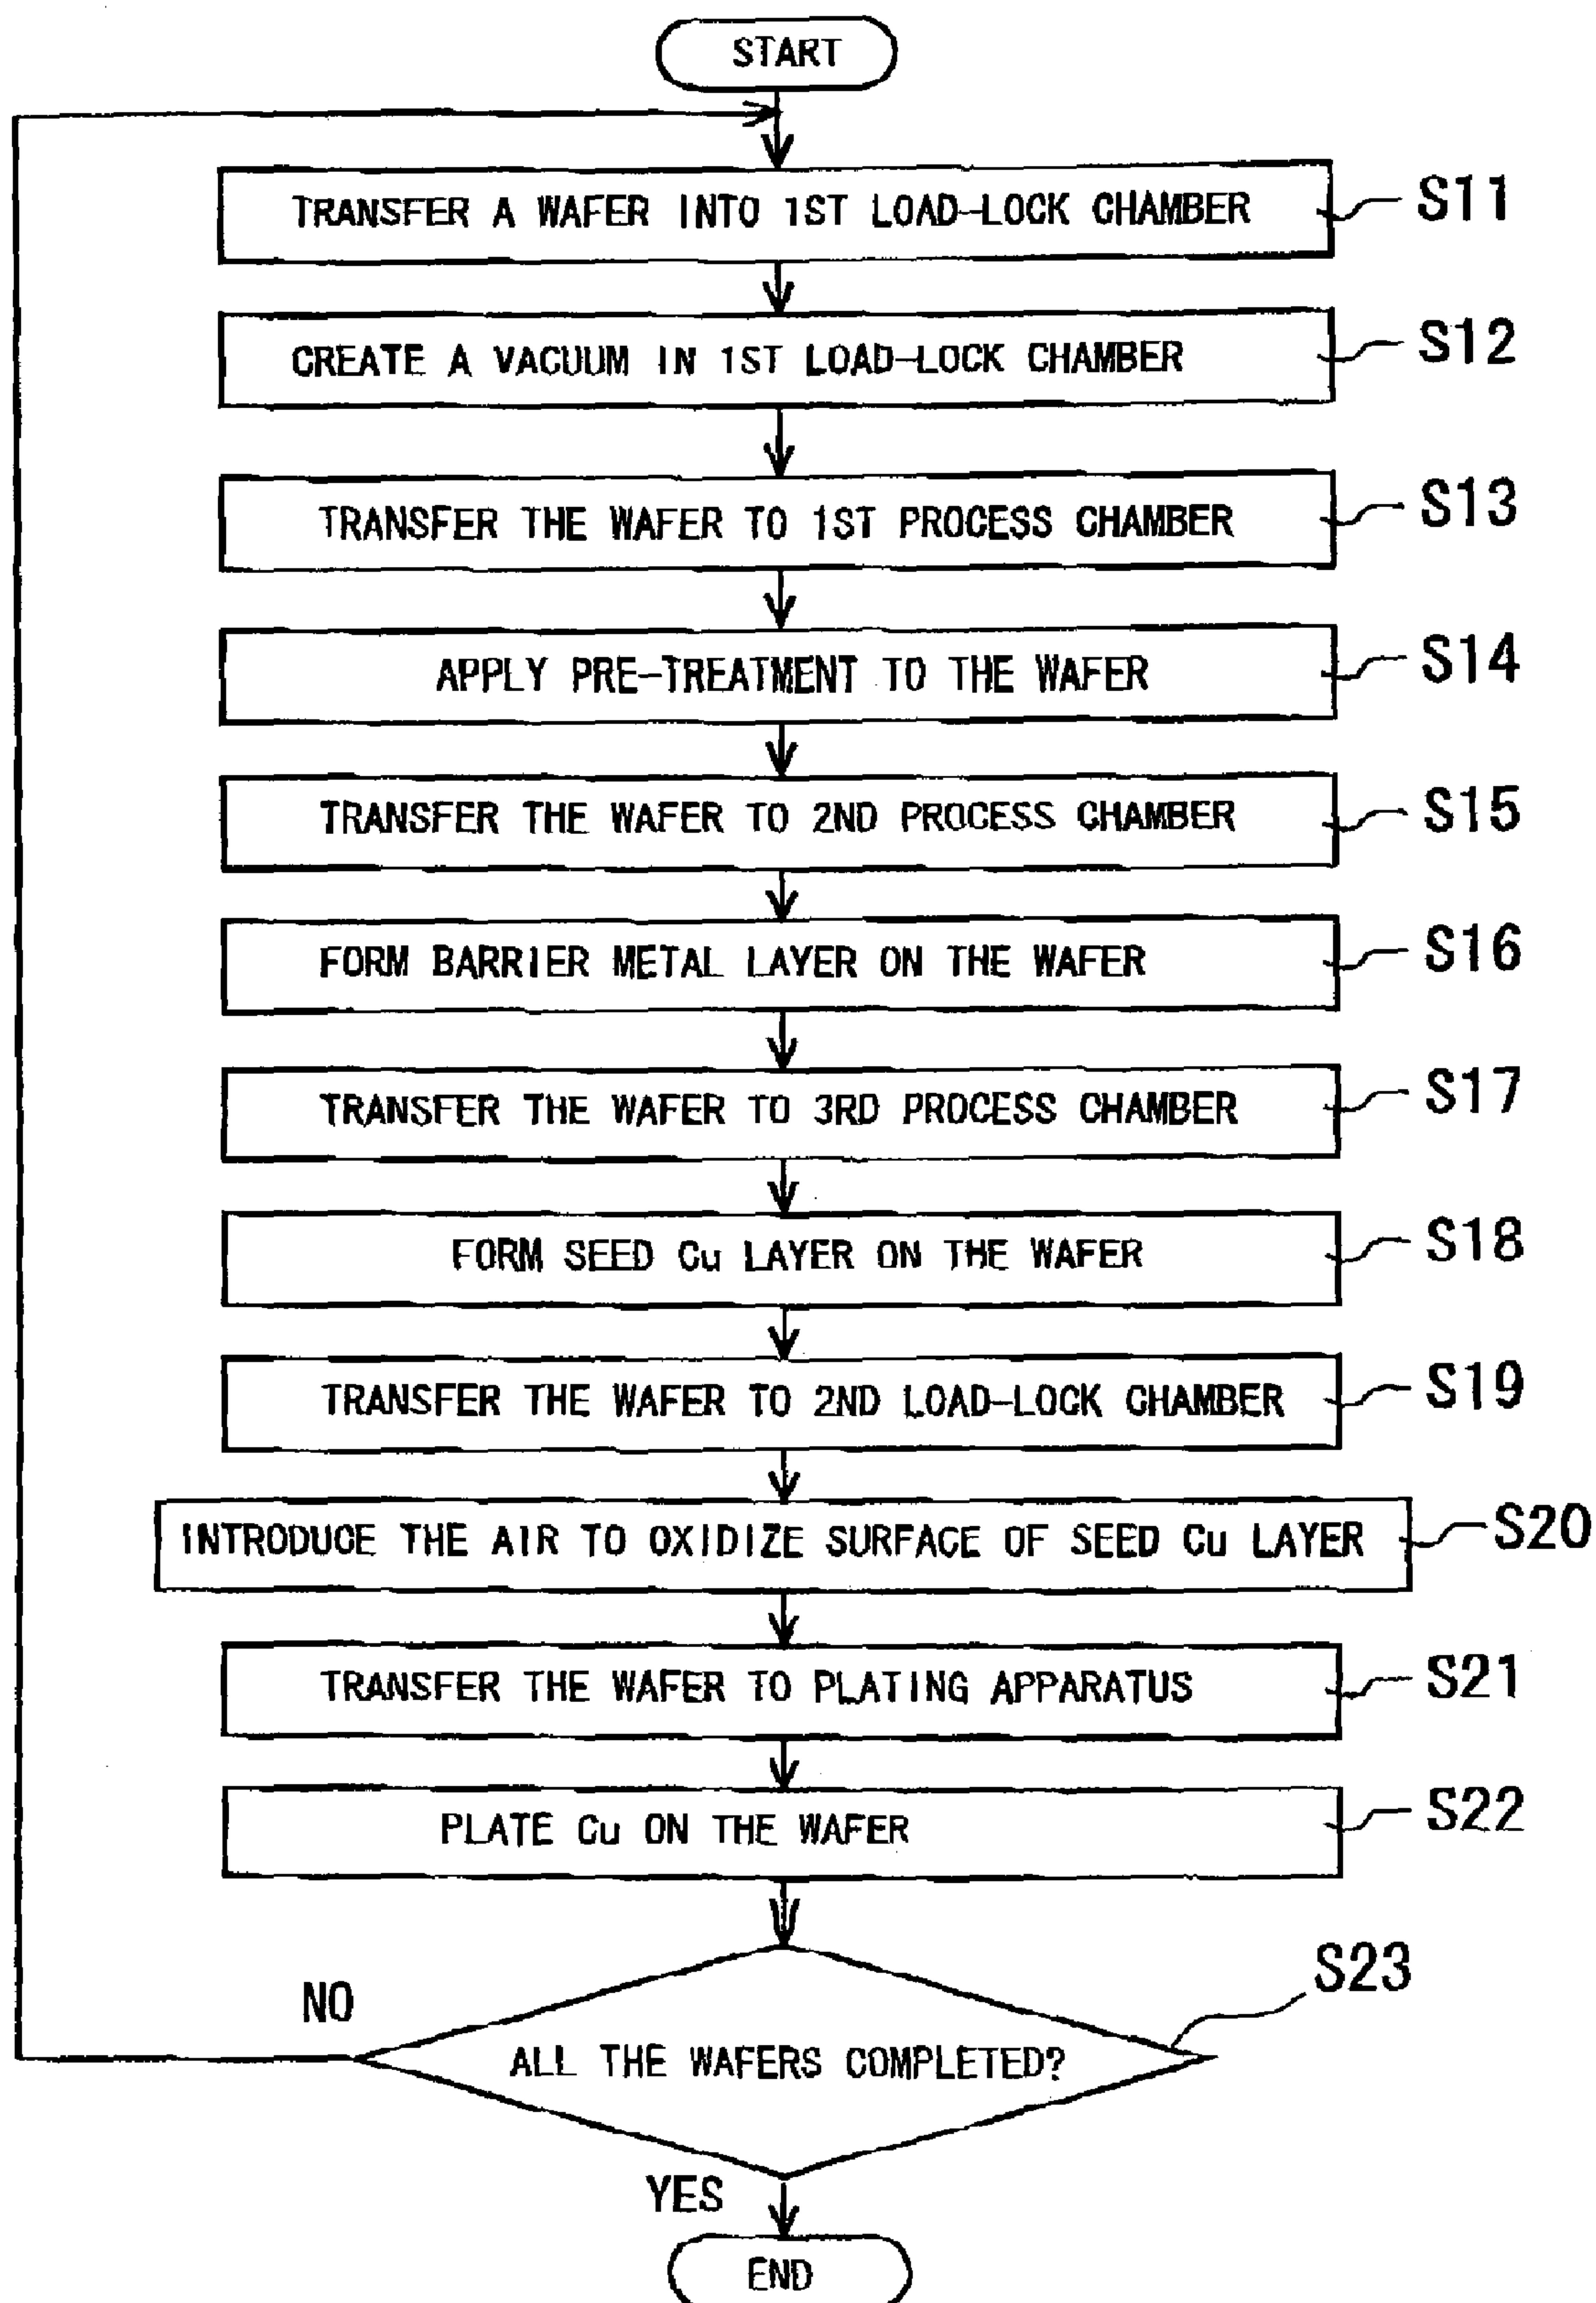 START
TRANSFER A WAFER INTO 1ST LOAD-LOCK CHAMBER S11
CREATE A VACUUM IN 1ST LOAD-LOCK CHAMBER S12
TRANSFER THE WAFER TO 1ST PROCESS CHAMBER S13
APPLY PRE-TREATMENT TO THE WAFER S14
TRANSFER THE WAFER TO 2ND PROCESS CHAMBER S15
FORM BARRIER METAL LAYER ON THE WAFER S16
TRANSFER THE WAFER TO 3RD PROCESS CHAMBER S17
FORM SEED Cu LAYER ON THE WAFER S18
TRANSFER THE WAFER TO 2ND LOAD-LOCK CHAMBER S19
INTRODUCE THE AIR TO OXIDIZE SURFACE OF SEED Cu LAYER S20
TRANSFER THE WAFER TO PLATING APPARATUS S21
PLATE Cu ON THE WAFER S22
S23
NO
ALL THE WAFERS COMPLETED?
YES
END